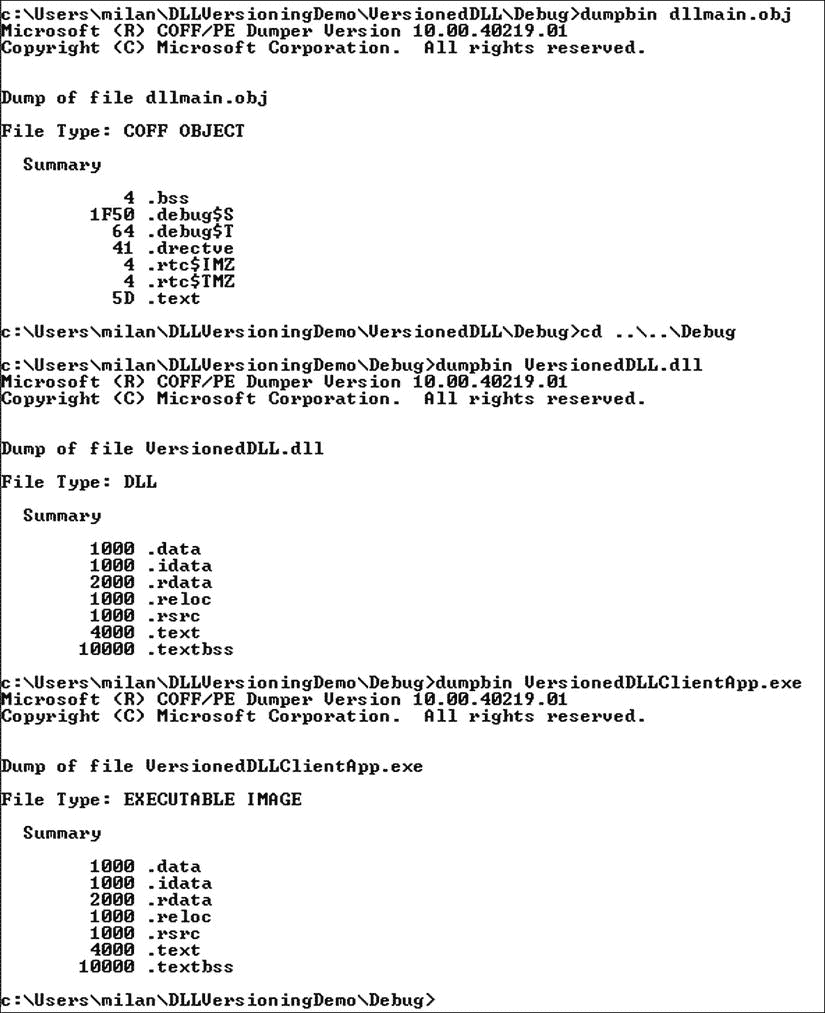 c:\Users\milan\DLLVersioningDemo\VersionedDLL\Debug>dumpbin dllmain.obj
Microsoft (R) COFF/PE Dumper Version 10.00.40219.01
Copyright (C) Microsoft Corporation.  All rights reserved.
Dump of file dllmain.obj
File Type: COFF OBJECT
  Summary
           4 .bss
        1F50 .debug$S
          64 .debug$T
          41 .drectve
           4 .rtc$IMZ
           4 .rtc$TMZ
          5D .text
c:\Users\milan\DLLVersioningDemo\VersionedDLL\Debug>cd ..\..\Debug
c:\Users\milan\DLLVersioningDemo\Debug>dumpbin VersionedDLL.dll
Microsoft (R) COFF/PE Dumper Version 10.00.40219.01
Copyright (C) Microsoft Corporation.  All rights reserved.
Dump of file VersionedDLL.dll
File Type: DLL
  Summary
        1000 .data
        1000 .idata
        2000 .rdata
        1000 .reloc
        1000 .rsrc
        4000 .text
       10000 .textbss
c:\Users\milan\DLLVersioningDemo\Debug>dumpbin VersionedDLLClientApp.exe
Microsoft (R) COFF/PE Dumper Version 10.00.40219.01
Copyright (C) Microsoft Corporation.  All rights reserved.
Dump of file VersionedDLLClientApp.exe
File Type: EXECUTABLE IMAGE
  Summary
        1000 .data
        1000 .idata
        2000 .rdata
        1000 .reloc
        1000 .rsrc
        4000 .text
       10000 .textbss
c:\Users\milan\DLLVersioningDemo\Debug>